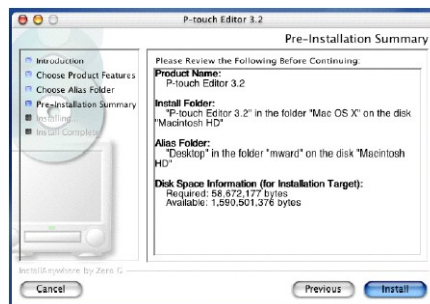 P-touch Editor 3.2
Pre-Installation Summary
Introduction
Choose Product Features
Choose Alias Folder
Pre-Installation Summary
Installing...
Install Complete
Please Review the Following Before Continuing:
Product Name:
P-touch Editor 3.2
Install Folder:
"P-touch Editor 3.2" in the folder "Mac OS X" on the disk
"Macintosh HD"
Alias Folder:
"Desktop" in the folder "mward" on the disk "Macintosh
HD"
Disk Space Information (for Installation Target):
Required: 58,672,177 bytes
Available: 1,590,501,376 bytes
InstallAnywhere by Zero G
Cancel
Previous
Install